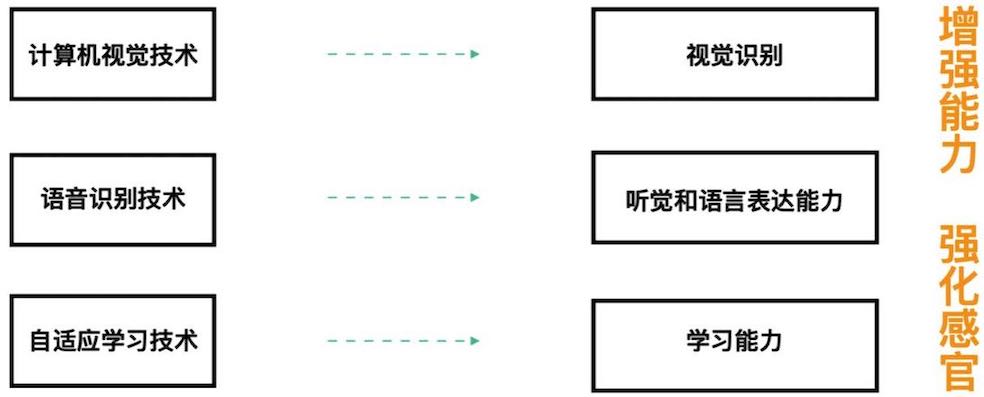 计算机视觉技术
视觉识别
语音识别技术
听觉和语言表达能力
自适应学习技术
学习能力
增强能力
强化感官